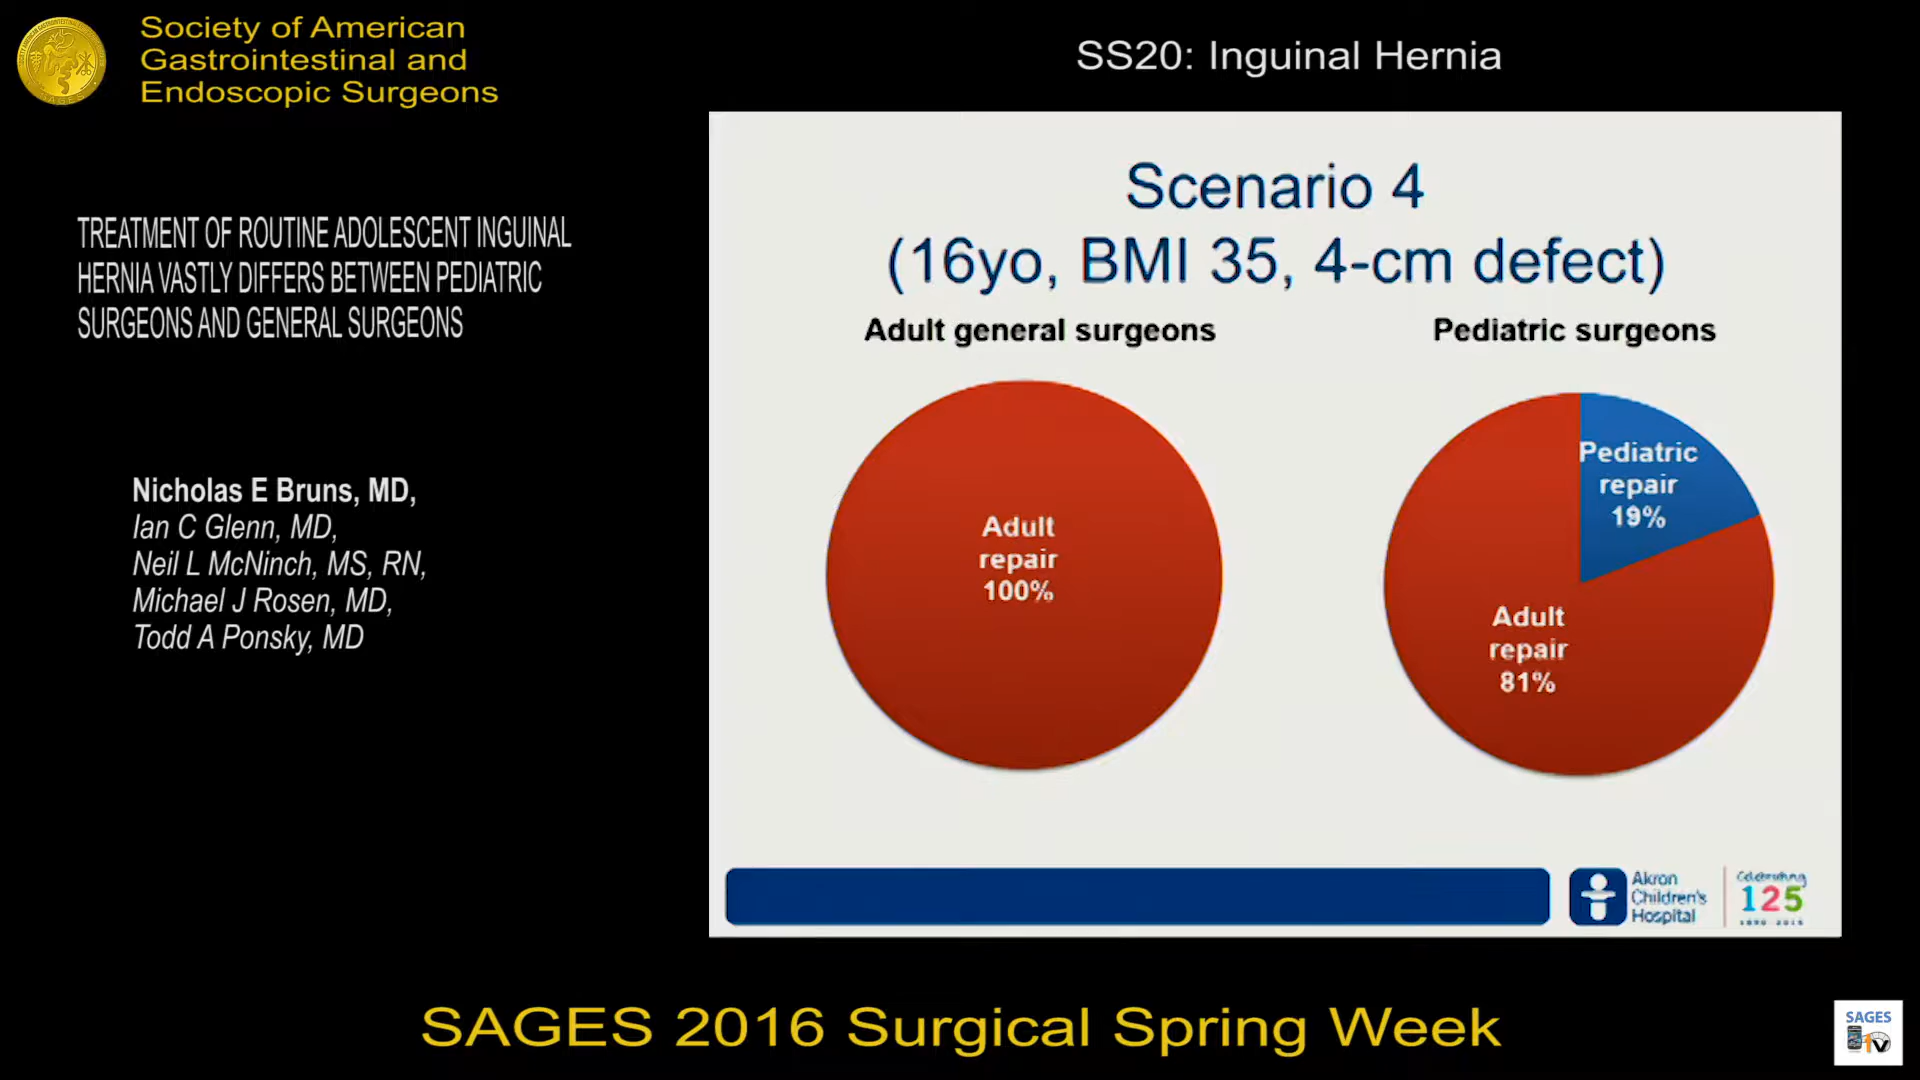 Society of American
Gastrointestinal and
Endoscopic Surgeons
SS20: Inguinal Hernia
TREATMENT OF ROUTINE ADOLESCENT INGUINAL
HERNIA VASTLY DIFFERS BETWEEN PEDIATRIC
SURGEONS AND GENERAL SURGEONS
Nicholas E Bruns, MD,
Ian C Glenn, MD,
Neil L McNinch, MS, RN,
Michael J Rosen, MD,
Todd A Ponsky, MD
Scenario 4
(16yo, BMI 35, 4-cm defect)
Adult general surgeons
Adult
repair
100%
Pediatric surgeons
Pediatric
repair
19%
Adult
repair
81%
Akron
Children's
Hospital
Celebrating
125
SAGES 2016 Surgical Spring Week
SAGES
TV